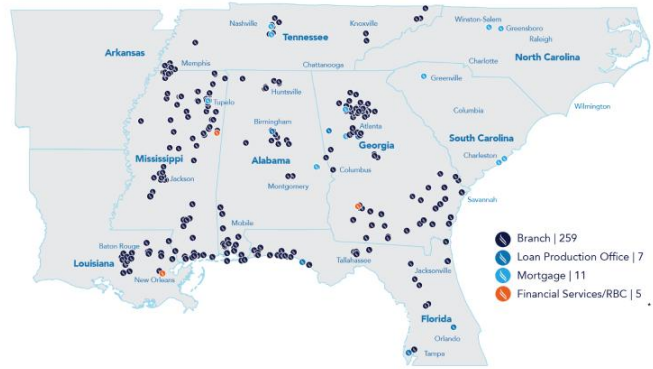 Nashville
Tennessee
Knoxville
Winston-Salem
Greensboro
Raleigh
North Carolina
Arkansas
Memphis
Chattanooga
Charlotte
Greenville
Huntsville
Tupelo
Wilmington
Columbia
Birmingham
Atlanta
Georgia
South Carolina
Mississippi
Alabama
Charleston
Jackson
Columbus
Montgomery
Savannah
Mobile
Baton Rouge
Louisiana
New Orleans
Tallahassee
Jacksonville
Florida
Orlando
Tampa
Branch | 259
Loan Production Office | 7
Mortgage | 11
Financial Services/RBC | 5